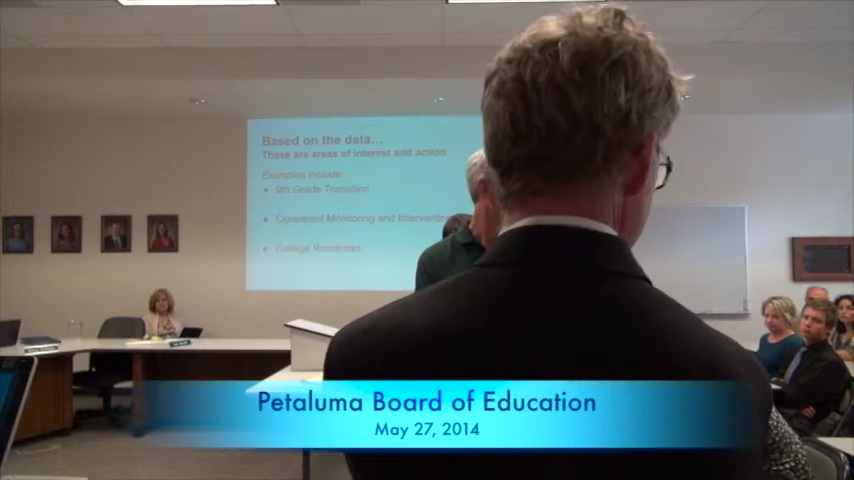 Based on the data...
These are areas of interest and action
Examples Include:
• 9th Grade Transition
• Consistent Monitoring and Intervention
• College Readiness
Petaluma Board of Education
May 27, 2014